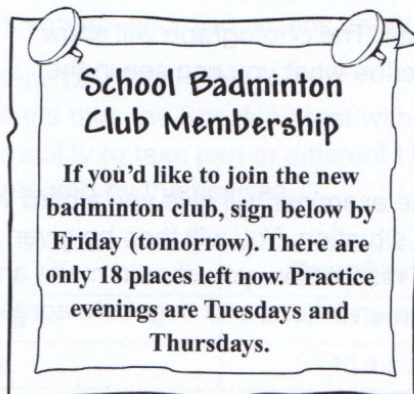 School Badminton
Club Membership
If you'd like to join the new
badminton club, sign below by
Friday (tomorrow). There are
only 18 places left now. Practice
evenings are Tuesdays and
Thursdays.